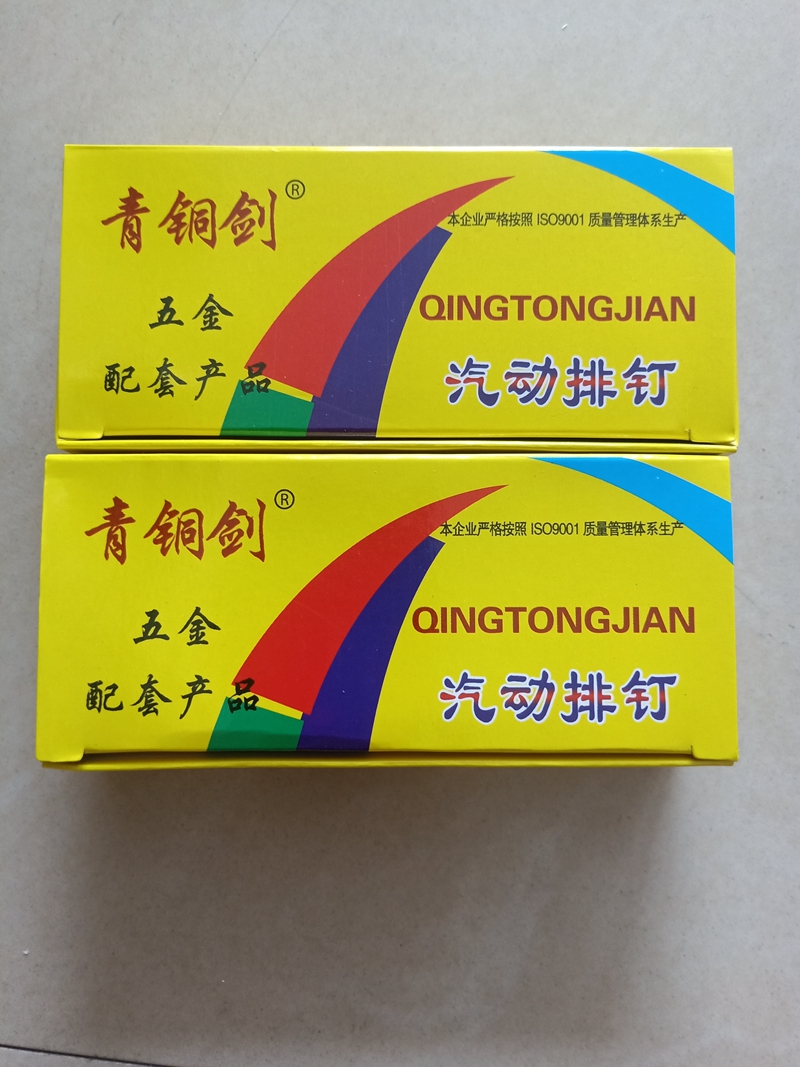 青铜剑®
本企业严格按照 ISO9001 质量管理体系生产
五金
QINGTONGJIAN
配套产品
汽动排钉
青铜剑®
本企业严格按照 ISO9001 质量管理体系生产
五金
QINGTONGJIAN
配套产品
汽动排钉